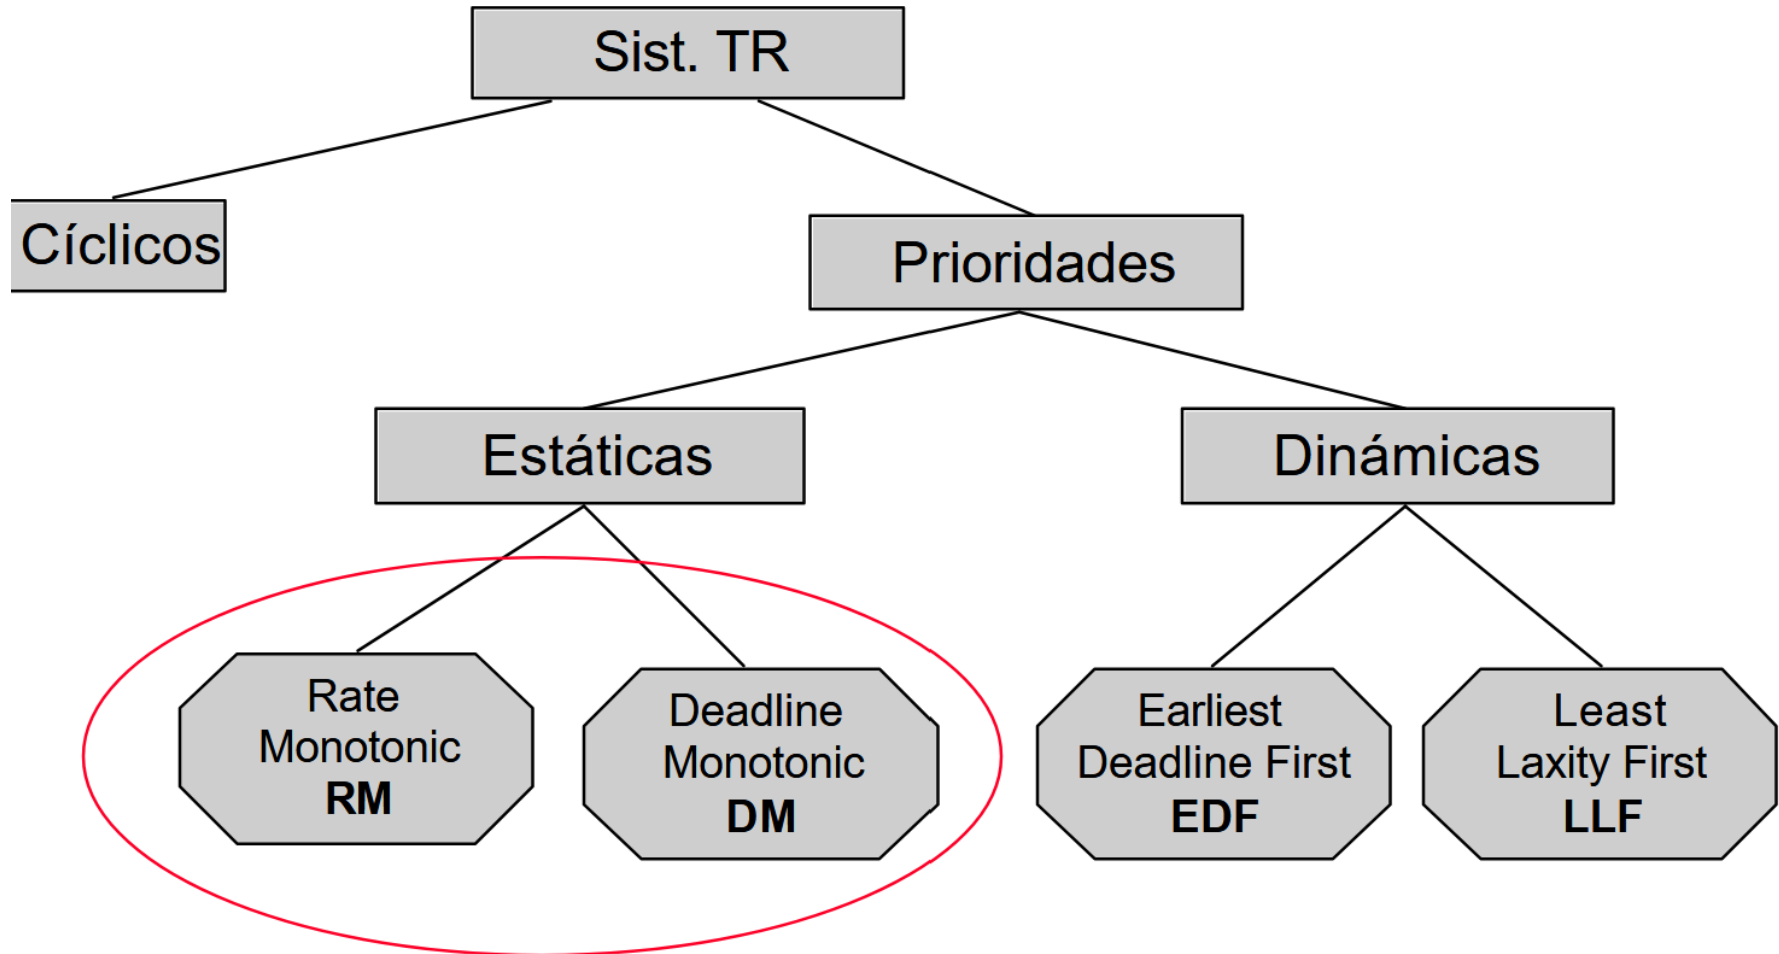 Sist. TR
Cíclicos
Prioridades
Estáticas
Dinámicas
Rate
Monotonic
RM
Deadline
Monotonic
DM
Earliest
Deadline First
EDF
Least
Laxity First
LLF